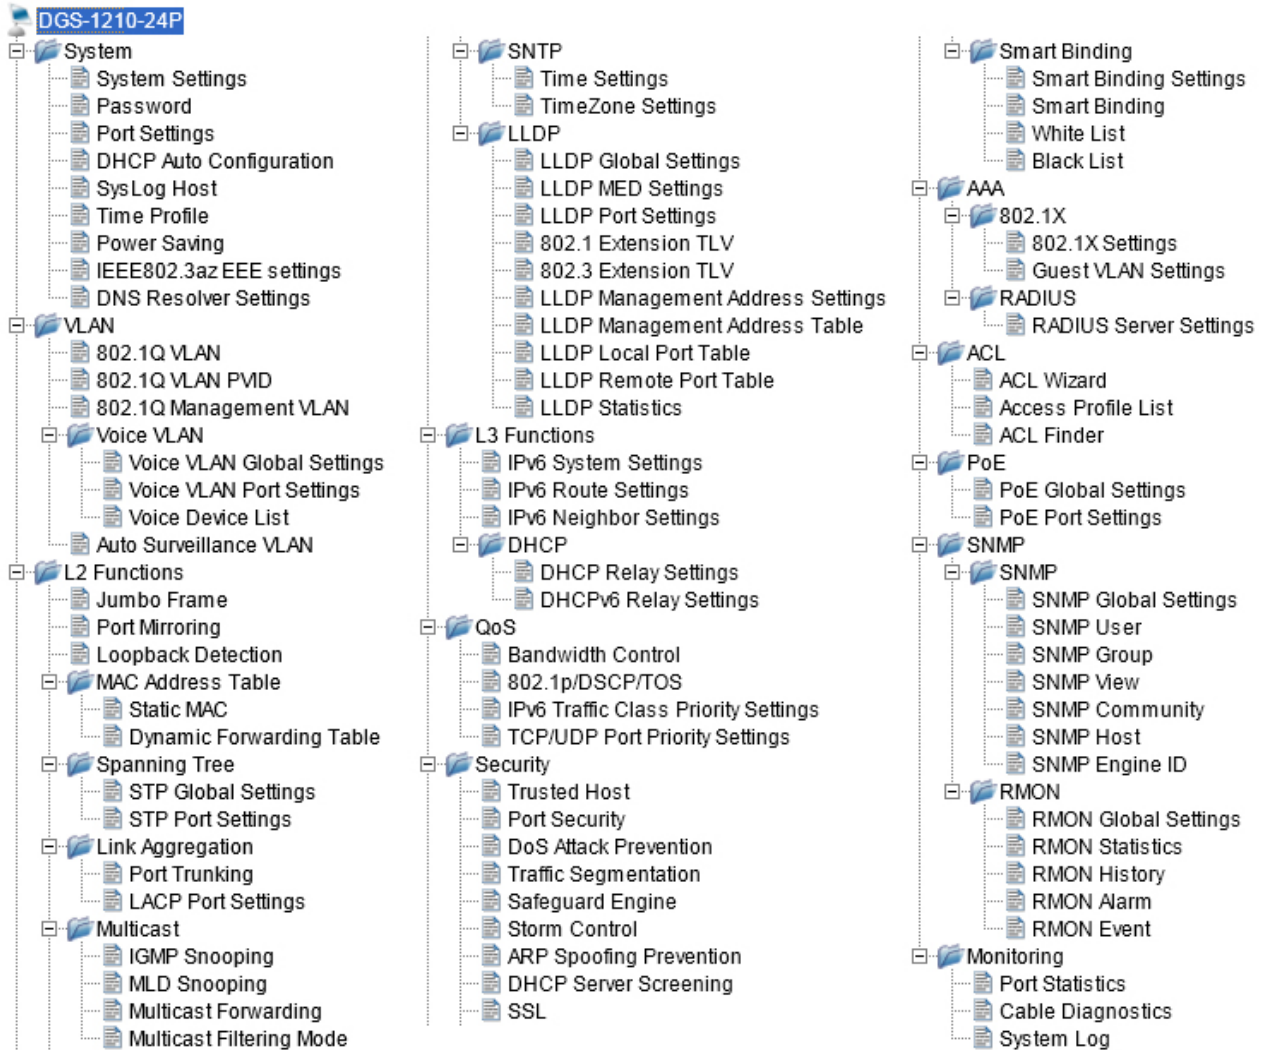 DGS-1210-24P
System
System Settings
Password
Port Settings
DHCP Auto Configuration
SysLog Host
Time Profile
Power Saving
IEEE802.3az EEE settings
DNS Resolver Settings
VLAN
802.1Q VLAN
802.1Q VLAN PVID
802.1Q Management VLAN
Voice VLAN
Voice VLAN Global Settings
Voice VLAN Port Settings
Voice Device List
Auto Surveillance VLAN
L2 Functions
Jumbo Frame
Port Mirroring
Loopback Detection
MAC Address Table
Static MAC
Dynamic Forwarding Table
Spanning Tree
STP Global Settings
STP Port Settings
Link Aggregation
Port Trunking
LACP Port Settings
Multicast
IGMP Snooping
MLD Snooping
Multicast Forwarding
Multicast Filtering Mode
SNTP
Time Settings
TimeZone Settings
LLDP
LLDP Global Settings
LLDP MED Settings
LLDP Port Settings
802.1 Extension TLV
802.3 Extension TLV
LLDP Management Address Settings
LLDP Management Address Table
LLDP Local Port Table
LLDP Remote Port Table
LLDP Statistics
L3 Functions
IPv6 System Settings
IPv6 Route Settings
IPv6 Neighbor Settings
DHCP
DHCP Relay Settings
DHCPv6 Relay Settings
QoS
Bandwidth Control
802.1p/DSCP/TOS
IPv6 Traffic Class Priority Settings
TCP/UDP Port Priority Settings
Security
Trusted Host
Port Security
DoS Attack Prevention
Traffic Segmentation
Safeguard Engine
Storm Control
ARP Spoofing Prevention
DHCP Server Screening
SSL
Smart Binding
Smart Binding Settings
Smart Binding
White List
Black List
AAA
802.1X
802.1X Settings
Guest VLAN Settings
RADIUS
RADIUS Server Settings
ACL
ACL Wizard
Access Profile List
ACL Finder
PoE
PoE Global Settings
PoE Port Settings
SNMP
SNMP
SNMP Global Settings
SNMP User
SNMP Group
SNMP View
SNMP Community
SNMP Host
SNMP Engine ID
RMON
RMON Global Settings
RMON Statistics
RMON History
RMON Alarm
RMON Event
Monitoring
Port Statistics
Cable Diagnostics
System Log